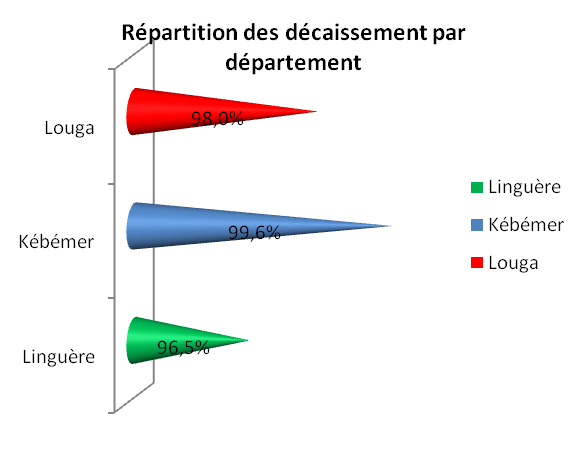 Répartition des décaissement par
département
Louga
98,0%
Kébémer
99,6%
Linguère
96,5%
Linguère
Kébémer
Louga